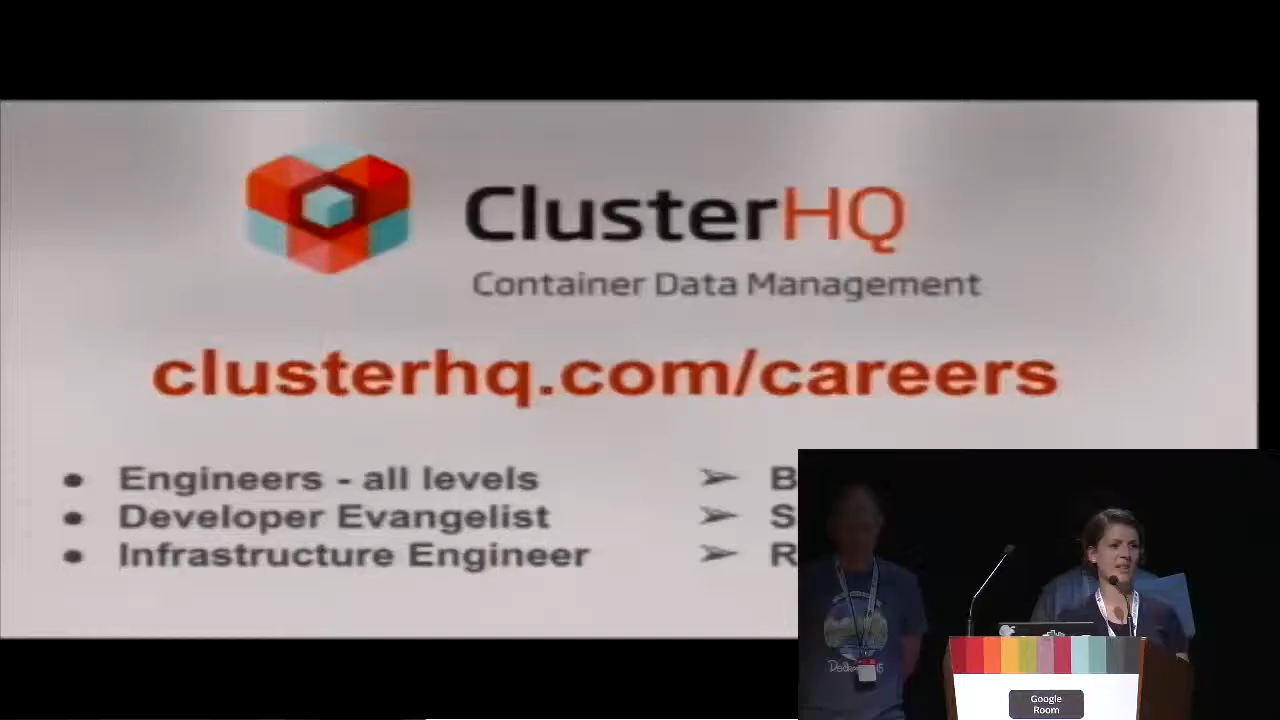 ClusterHQ
Container Data Management
clusterhq.com/careers
• Engineers - all levels
• Developer Evangelist
• Infrastructure Engineer
➢ B
➢ S
➢ R
Google
Room